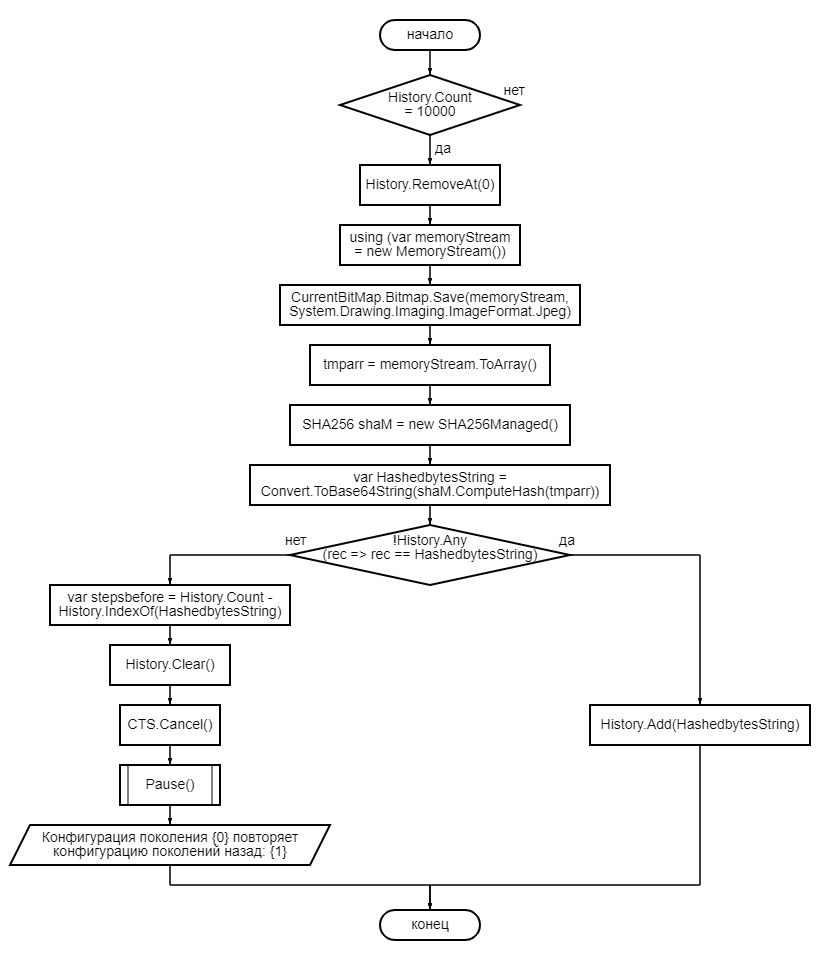 начало
History.Count
= 10000
нет
да
History.RemoveAt(0)
using (var memoryStream
= new MemoryStream())
CurrentBitMap.Bitmap.Save(memoryStream,
System.Drawing.Imaging.ImageFormat.Jpeg)
tmparr = memoryStream.ToArray()
SHA256 shaM = new SHA256Managed()
var HashedbytesString =
Convert.ToBase64String(shaM.ComputeHash(tmparr))
!History.Any
(rec => rec == HashedbytesString)
нет
да
var stepsbefore = History.Count -
History.IndexOf(HashedbytesString)
History.Clear()
CTS.Cancel()
Pause()
Конфигурация поколения {0} повторяет
конфигурацию поколений назад: {1}
History.Add(HashedbytesString)
конец